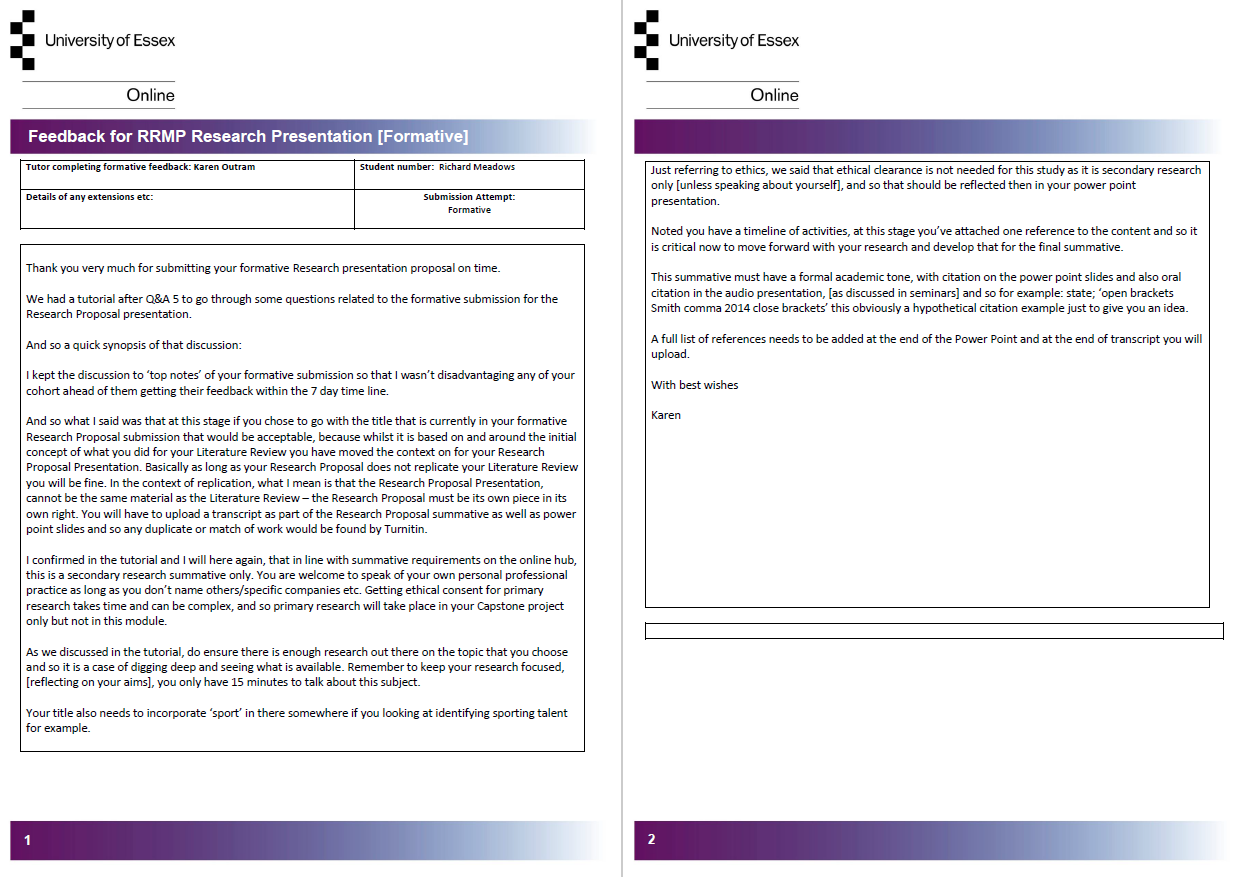 University of Essex
Online
Feedback for RRMP Research Presentation [Formative]
Tutor completing formative feedback: Karen Outram
Student number: Richard Meadows
Details of any extensions etc:
Submission Attempt:
Formative
Thank you very much for submitting your formative Research presentation proposal on time.
We had a tutorial after Q&A 5 to go through some questions related to the formative submission for the
Research Proposal presentation.
And so a quick synopsis of that discussion:
I kept the discussion to ‘top notes’ of your formative submission so that I wasn’t disadvantaging any of your
cohort ahead of them getting their feedback within the 7 day time line.
And so what I said was that at this stage if you chose to go with the title that is currently in your formative
Research Proposal submission that would be acceptable, because whilst it is based on and around the initial
concept of what you did for your Literature Review you have moved the context on for your Research
Proposal Presentation. Basically as long as your Research Proposal does not replicate your Literature Review
you will be fine. In the context of replication, what I mean is that the Research Proposal Presentation,
cannot be the same material as the Literature Review – the Research Proposal must be its own piece in its
own right. You will have to upload a transcript as part of the Research Proposal summative as well as power
point slides and so any duplicate or match of work would be found by Turnitin.
I confirmed in the tutorial and I will here again, that in line with summative requirements on the online hub,
this is a secondary research summative only. You are welcome to speak of your own personal professional
practice as long as you don’t name others/specific companies etc. Getting ethical consent for primary
research takes time and can be complex, and so primary research will take place in your Capstone project
only but not in this module.
As we discussed in the tutorial, do ensure there is enough research out there on the topic that you choose
and so it is a case of digging deep and seeing what is available. Remember to keep your research focused,
[reflecting on your aims], you only have 15 minutes to talk about this subject.
Your title also needs to incorporate ‘sport’ in there somewhere if you looking at identifying sporting talent
for example.
1
University of Essex
Online
Just referring to ethics, we said that ethical clearance is not needed for this study as it is secondary research
only [unless speaking about yourself], and so that should be reflected then in your power point
presentation.
Noted you have a timeline of activities, at this stage you’ve attached one reference to the content and so it
is critical now to move forward with your research and develop that for the final summative.
This summative must have a formal academic tone, with citation on the power point slides and also oral
citation in the audio presentation, [as discussed in seminars] and so for example: state; ‘open brackets
Smith comma 2014 close brackets’ this obviously a hypothetical citation example just to give you an idea.
A full list of references needs to be added at the end of the Power Point and at the end of transcript you will
upload.
With best wishes
Karen
2